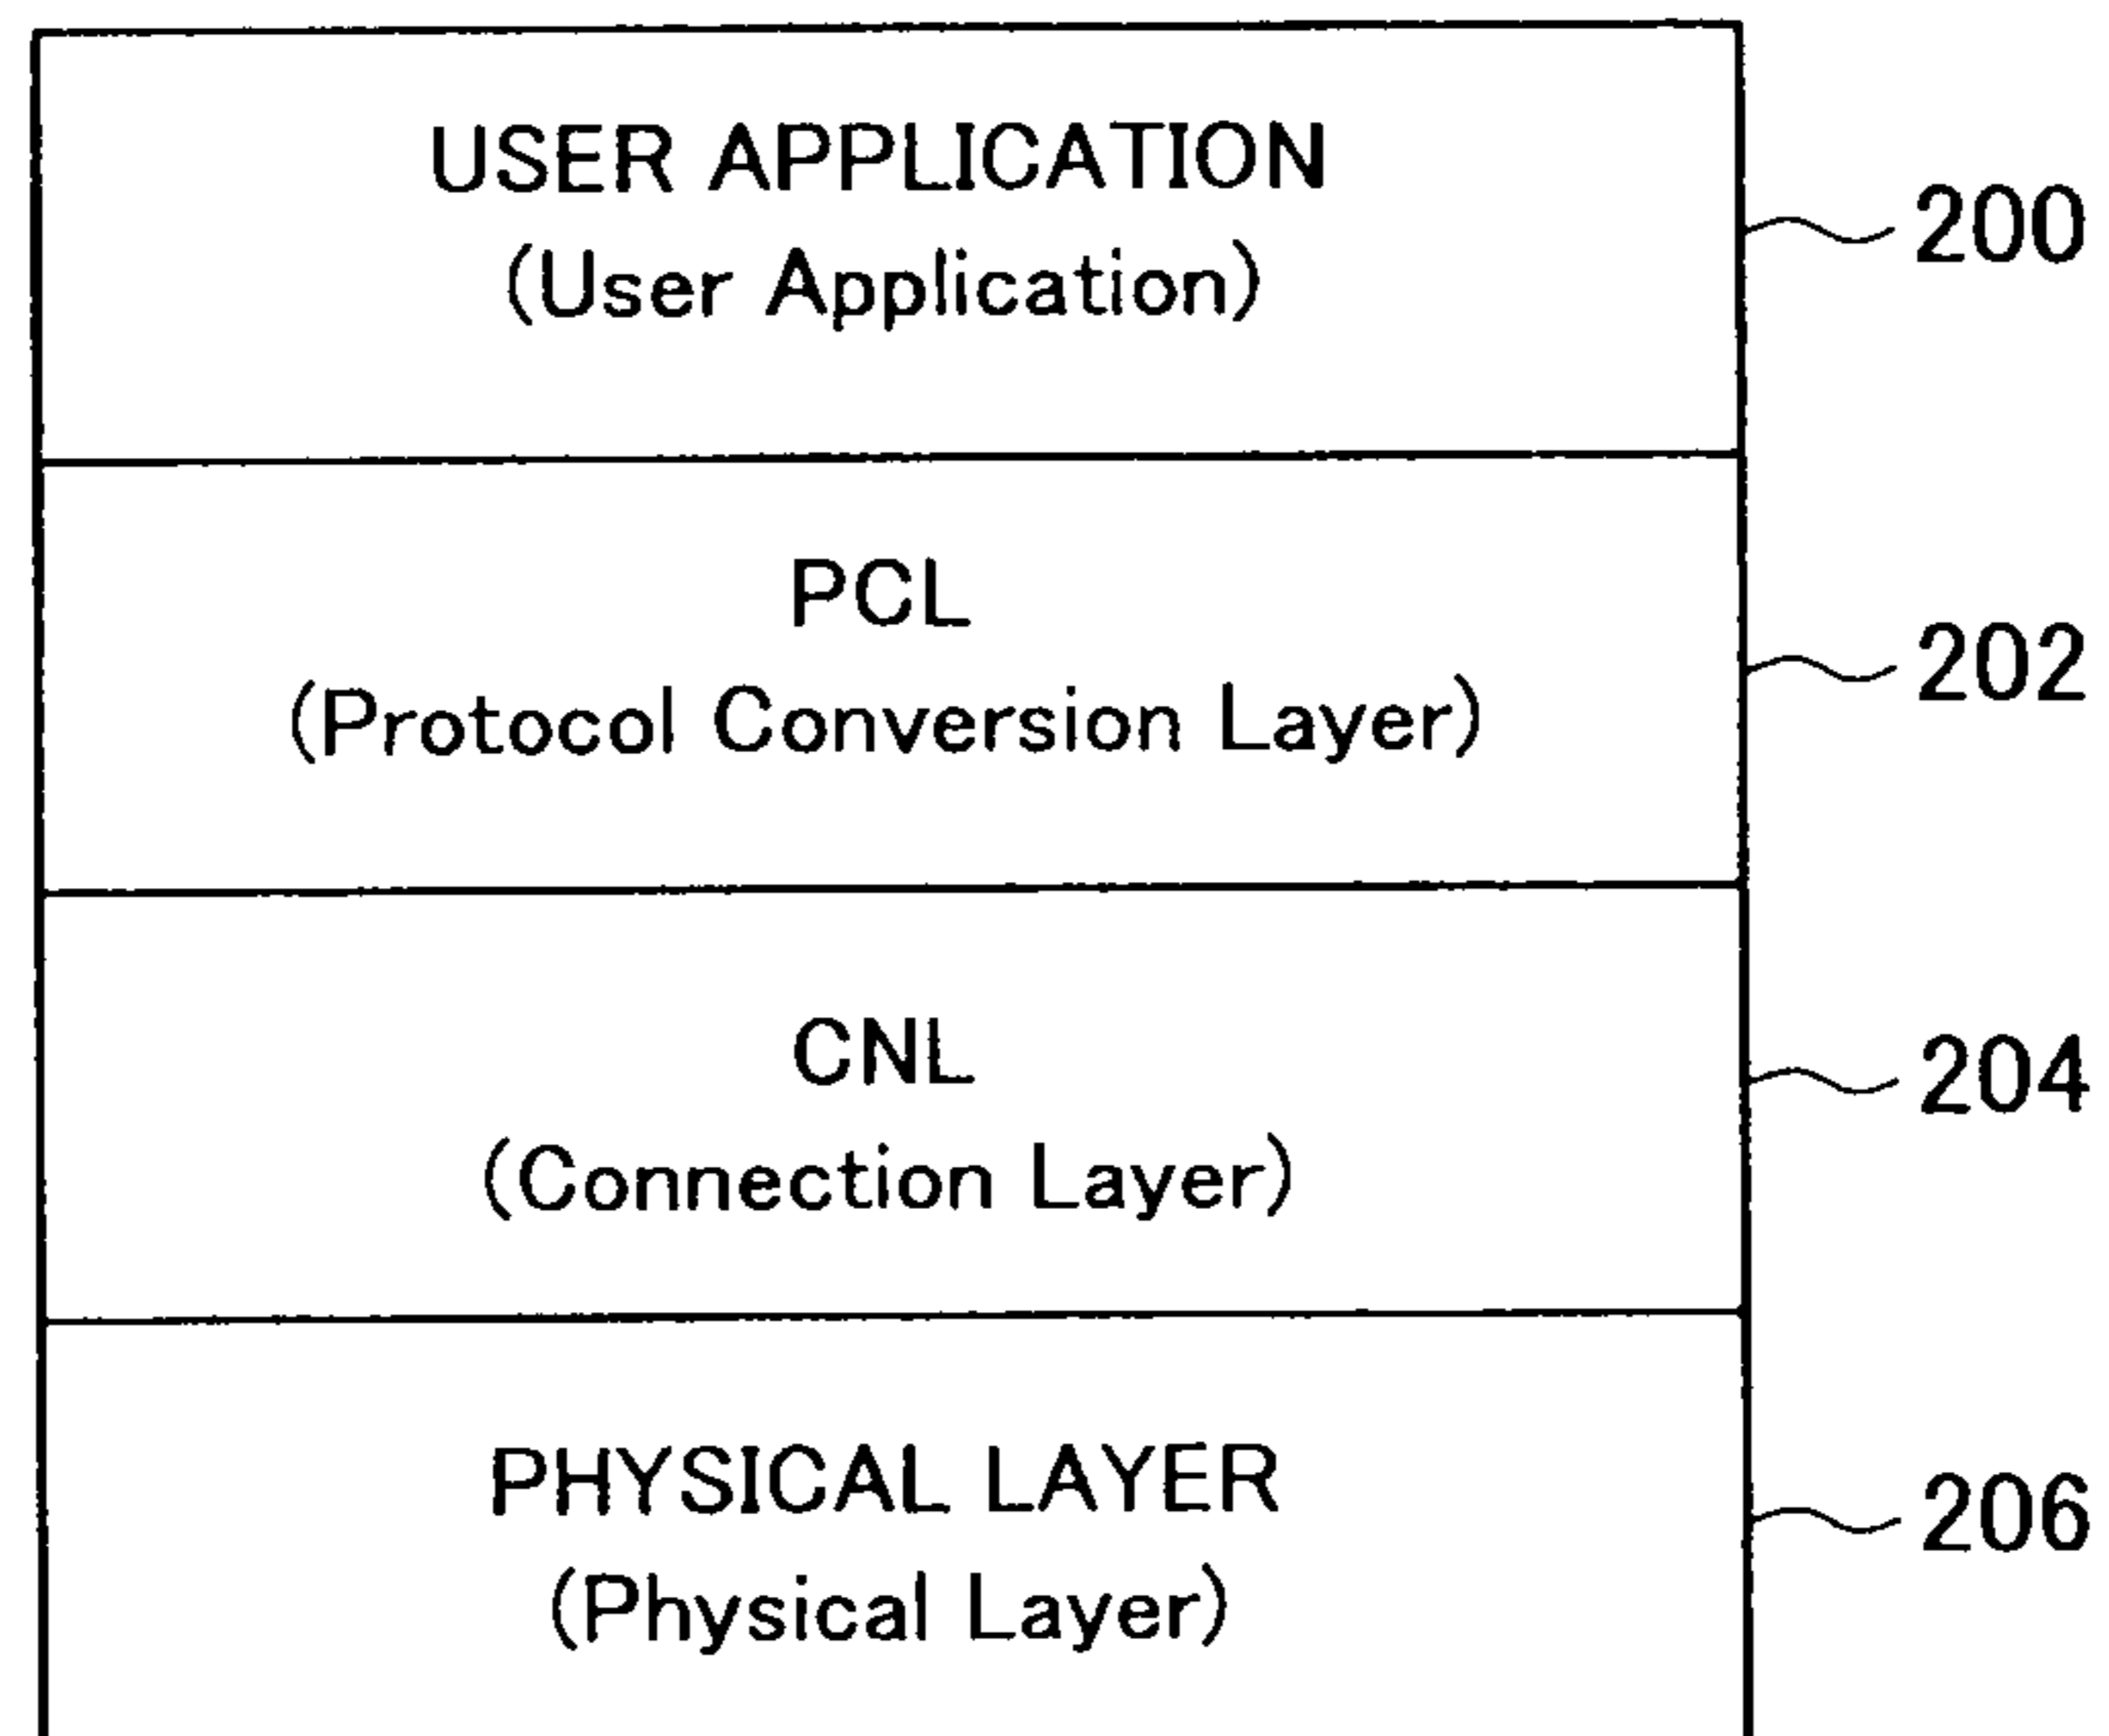 USER APPLICATION
(User Application)
200
PCL
(Protocol Conversion Layer)
202
CNL
(Connection Layer)
204
PHYSICAL LAYER
(Physical Layer)
206